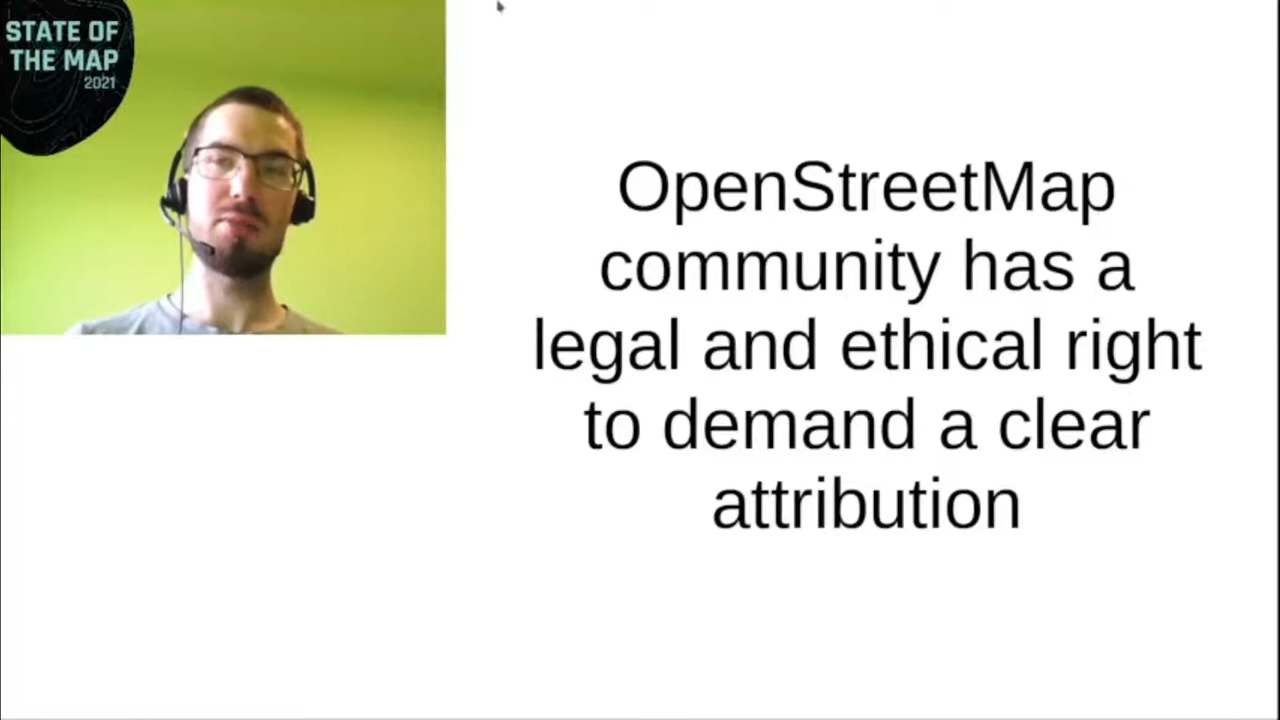 STATE OF
THE MAP
2021
OpenStreetMap
community has a
legal and ethical right
to demand a clear
attribution